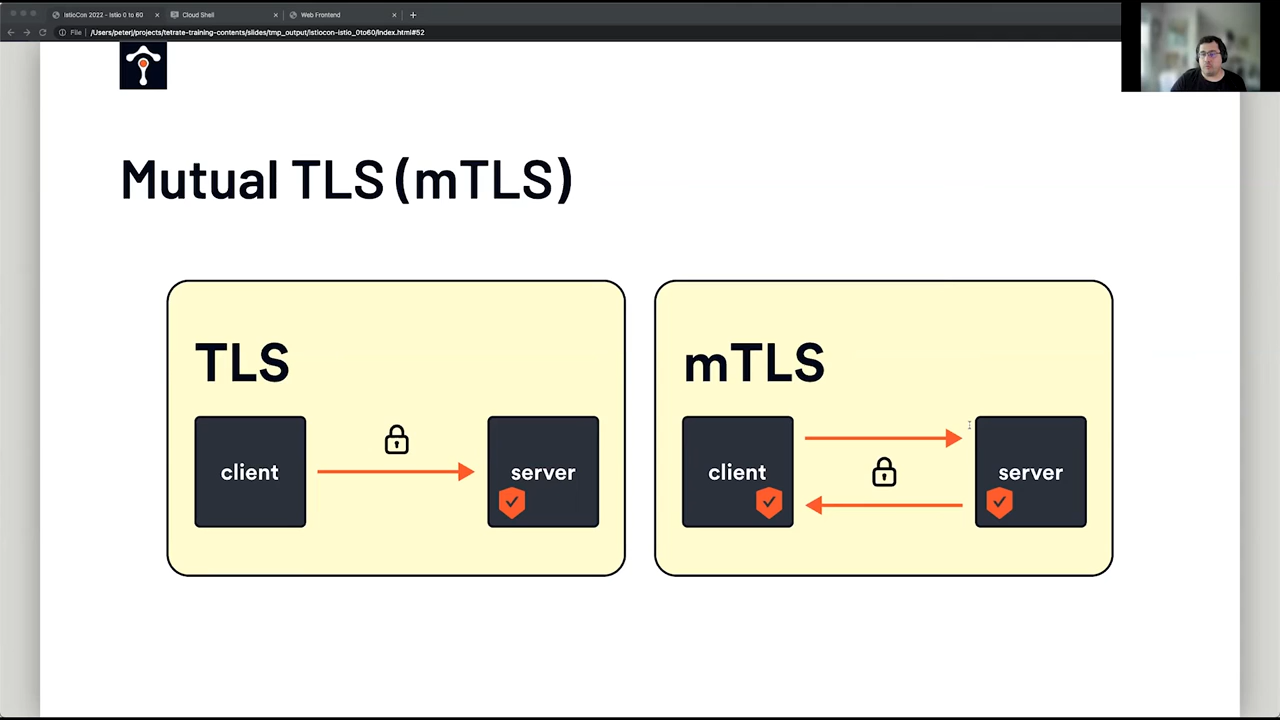 IstioCon 2022 - Istio 0 to 60
Cloud Shell
Web Frontend
File
/Users/peterj/projects/tetrate-training-contents/slides/tmp_output/istiocon-istio_0to60/index.html#52
Mutual TLS (mTLS)
TLS
client
server
mTLS
client
server